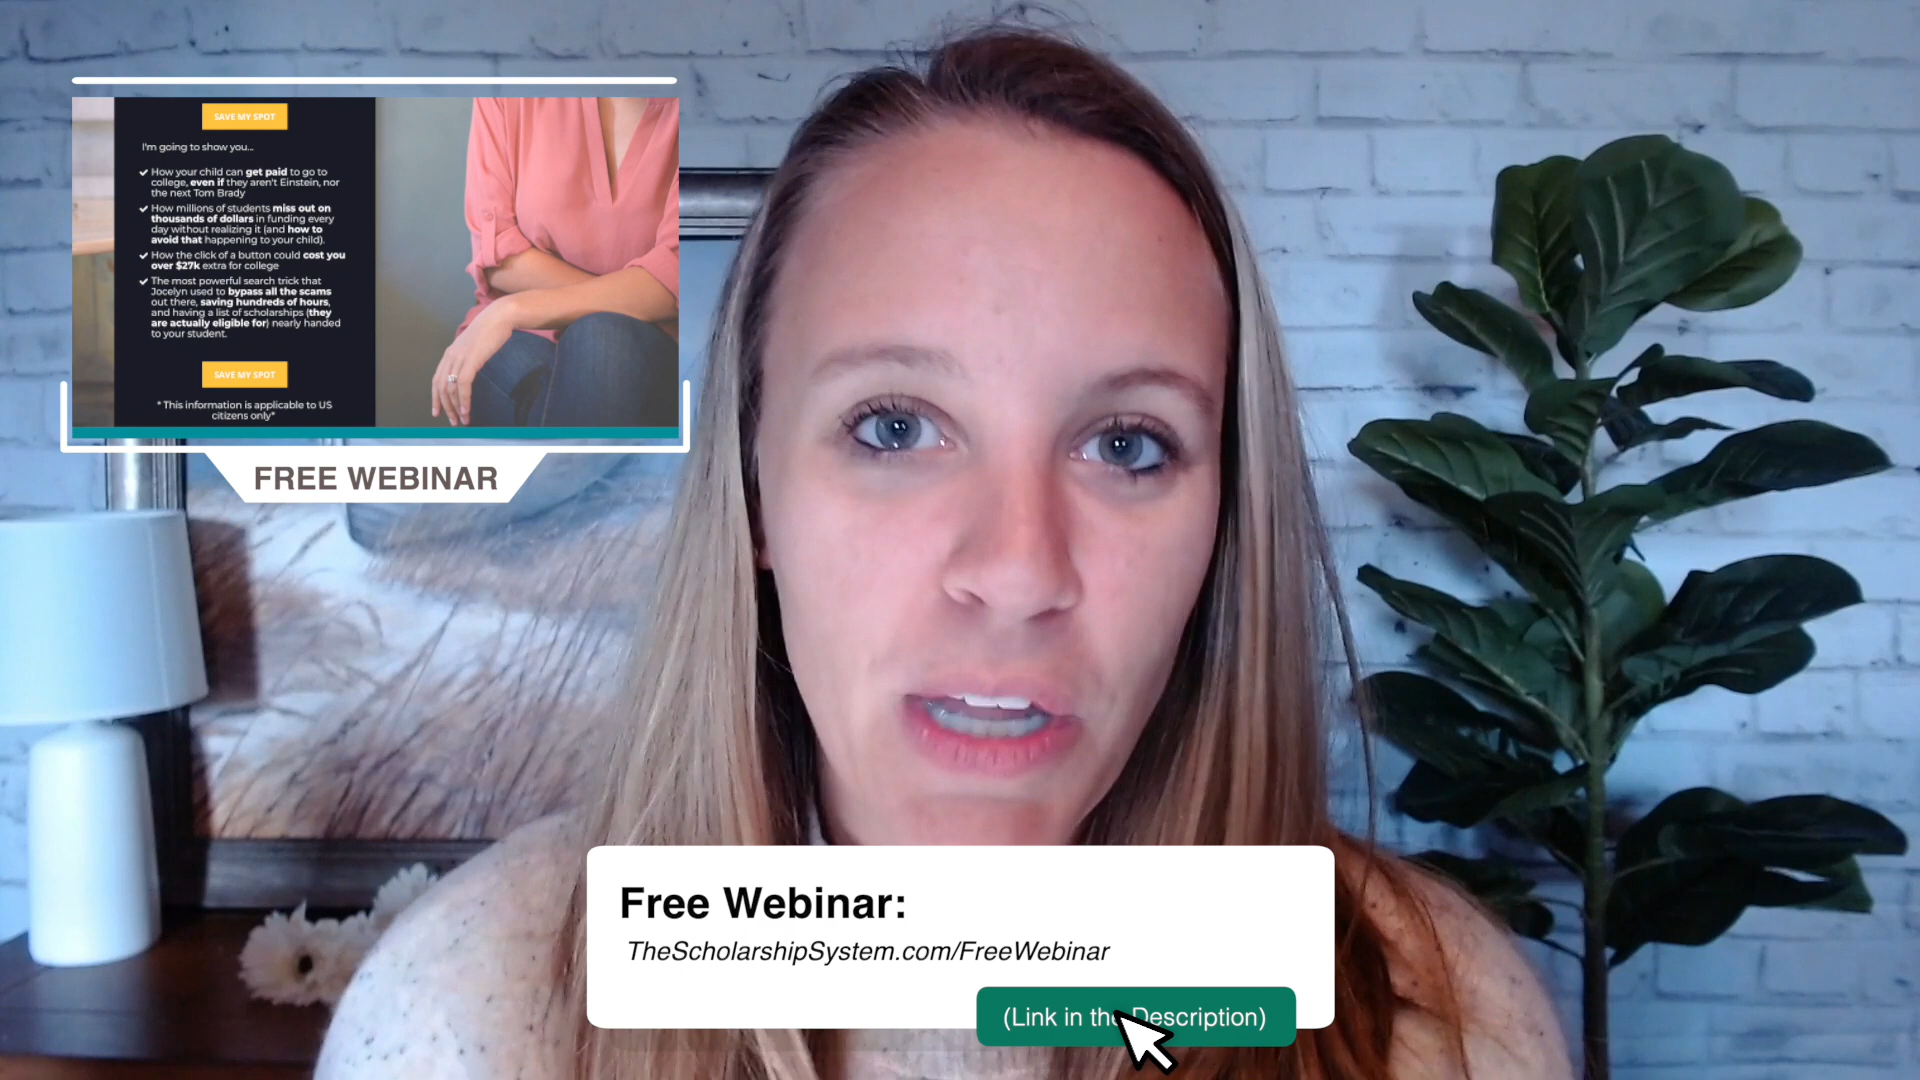 SAVE MY SPOT
I'm going to show you...
✓ How your child can get paid to go to
college, even if they aren't Einstein, nor
the next Tom Brady
✓ How millions of students miss out on
thousands of dollars in funding every
day without realizing it (and how to
avoid that happening to your child).
✓ How the click of a button could cost you
over $27k extra for college
✓ The most powerful search trick that
Jocelyn used to bypass all the scams
out there, saving hundreds of hours,
and having a list of scholarships (they
are actually eligible for) nearly handed
to your student.
SAVE MY SPOT
* This information is applicable to US
citizens only*
FREE WEBINAR
Free Webinar:
TheScholarshipSystem.com/FreeWebinar
(Link in the Description)